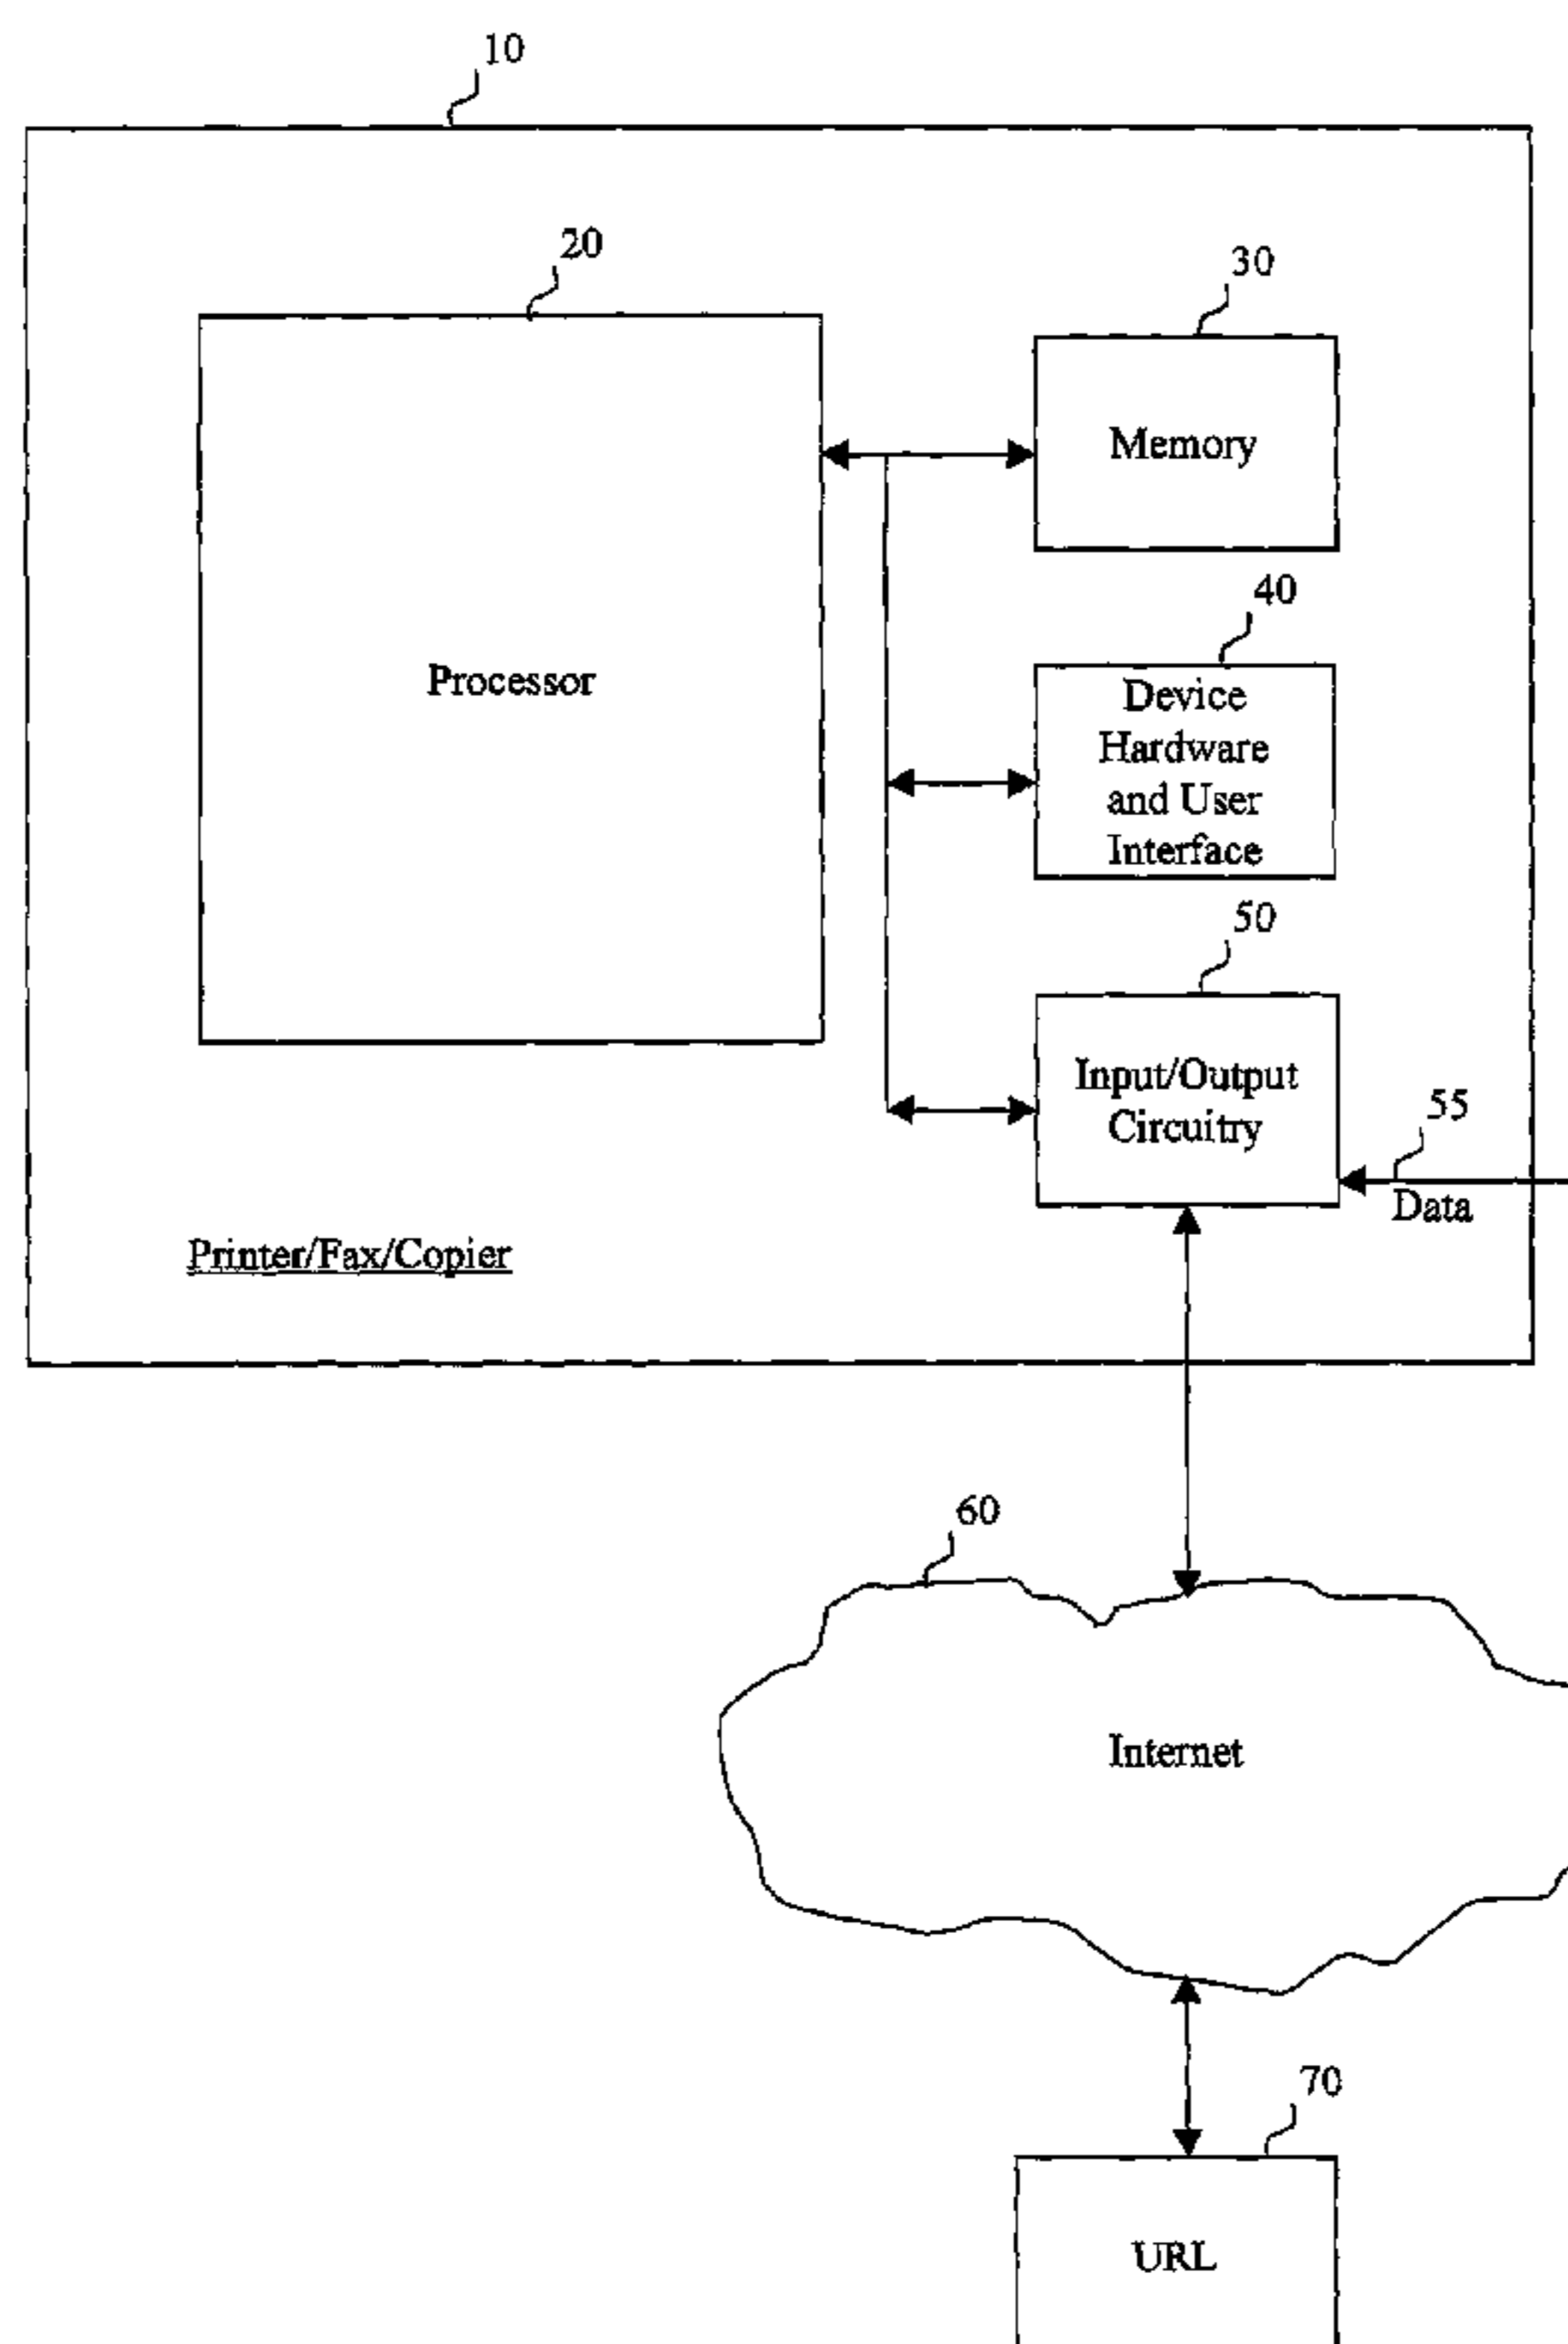 10
20
30
Memory
40
Processor
Device
Hardware
and User
Interface
50
Input/Output
Circuitry
55
Data
Printer/Fax/Copier
60
Internet
70
URL